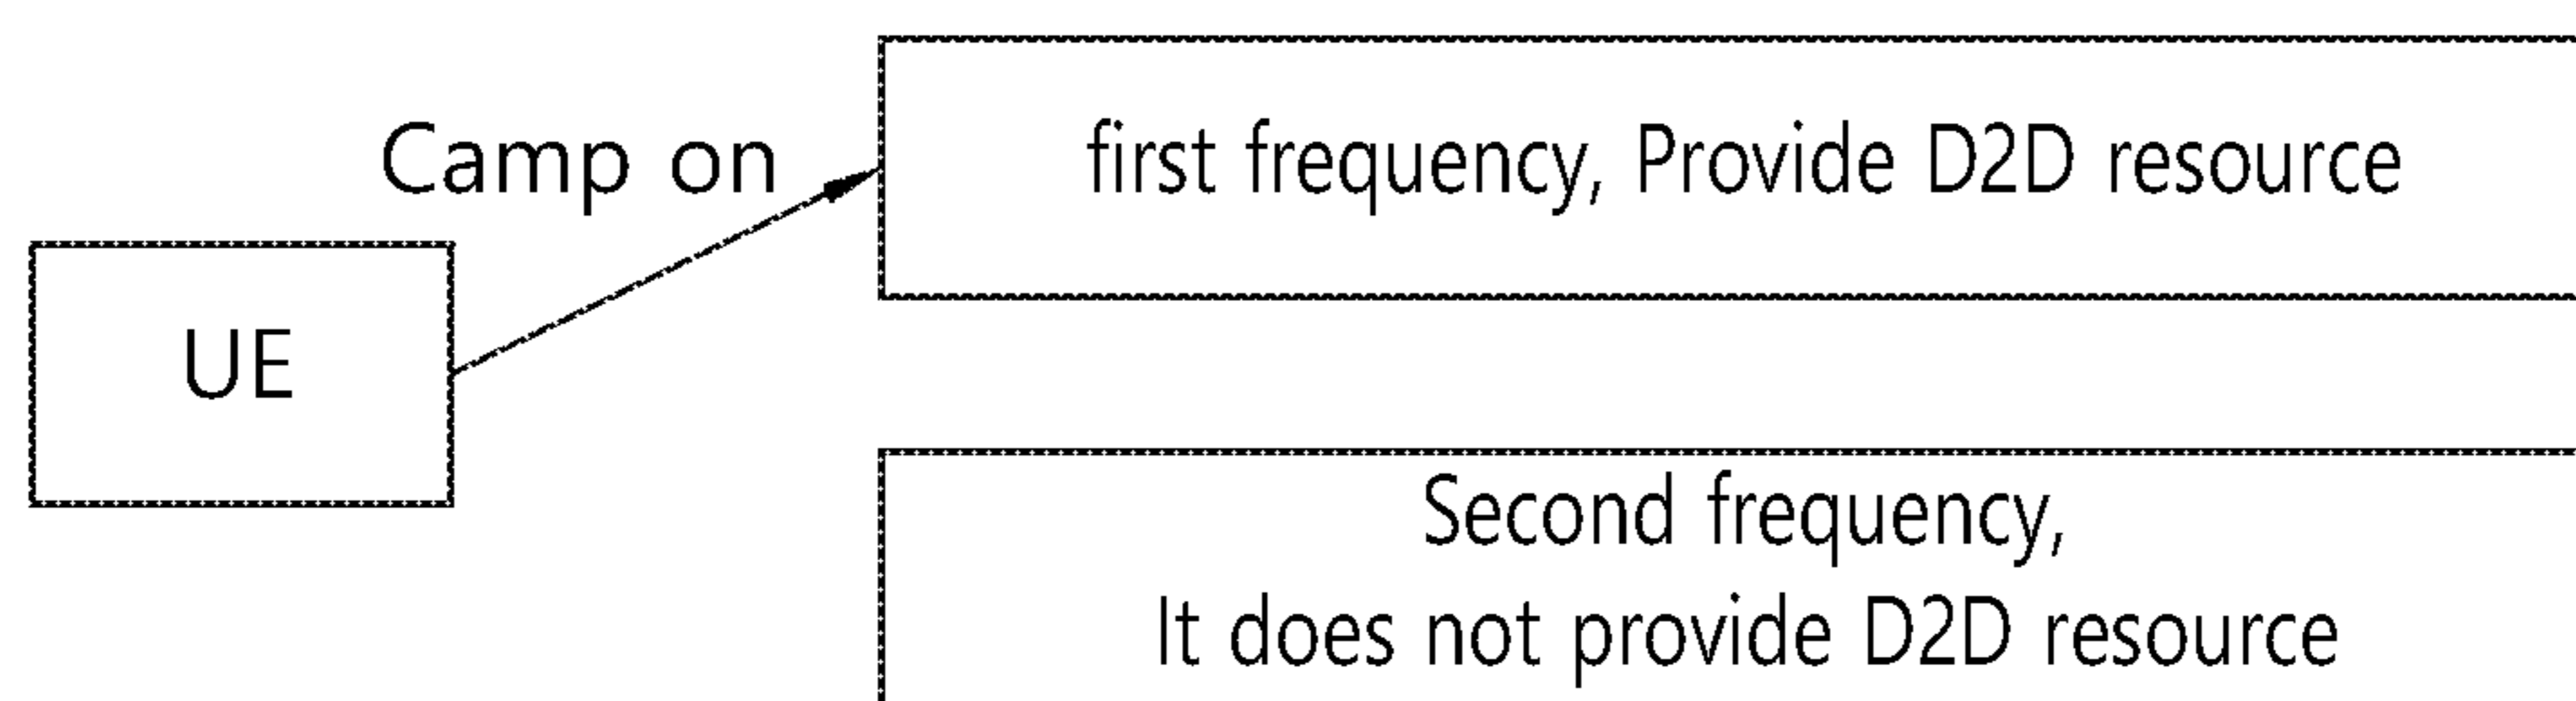 Camp on
first frequency, Provide D2D resource
UE
Second frequency,
It does not provide D2D resource